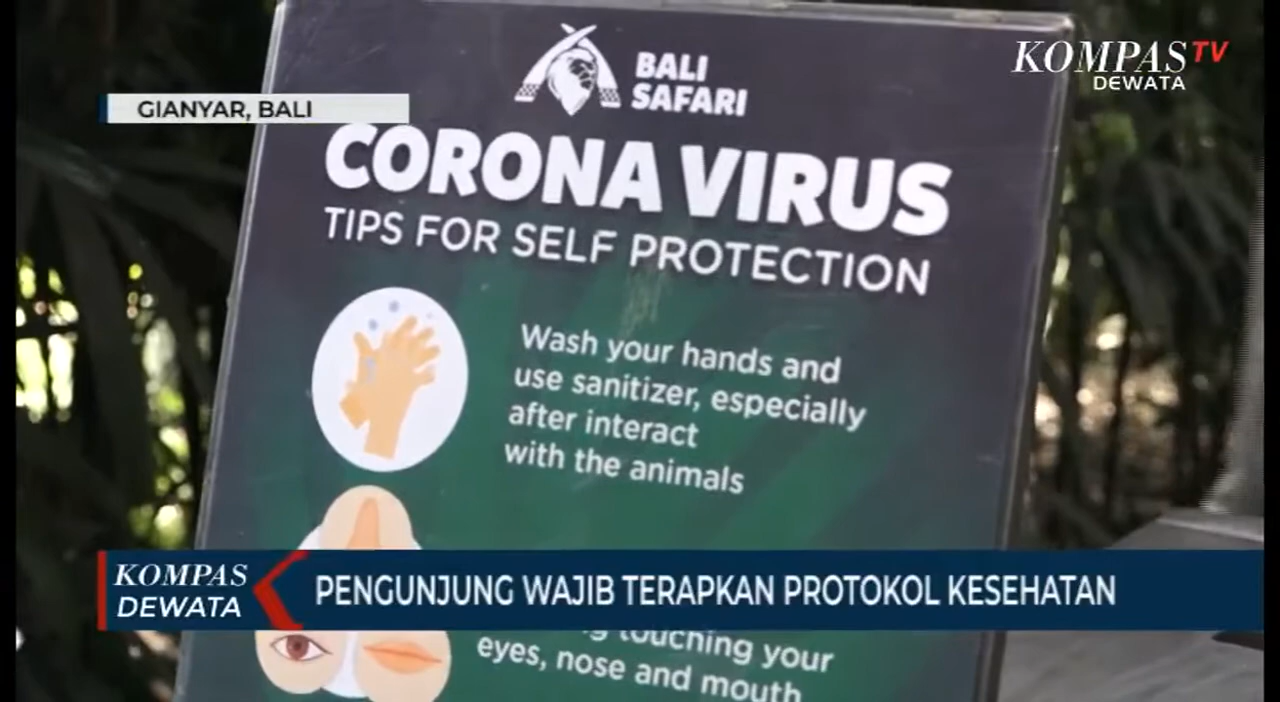 KOMPAS TV
DEWATA
GIANYAR, BALI
BALI
SAFARI
CORONA VIRUS
TIPS FOR SELF PROTECTION
Wash your hands and
use sanitizer, especially
after interact
with the animals
KOMPAS
DEWATA
PENGUNJUNG WAJIB TERAPKAN PROTOKOL KESEHATAN
touching your
eyes, nose and mouth